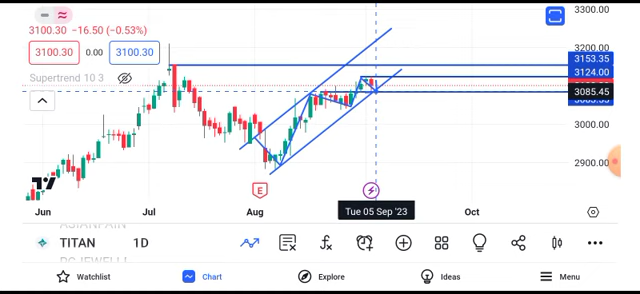 3300.00
3100.30 −16.50 (−0.53%)
3200.00
3100.30 0.00 3100.30
3153.35
3124.00
Supertrend 10 3
3085.45
3000.00
2900.00
E
Jun Jul Aug Tue 05 Sep '23 Oct
ASIANPAIN
TITAN 1D
PCJEWELL
Watchlist Chart Explore Ideas Menu